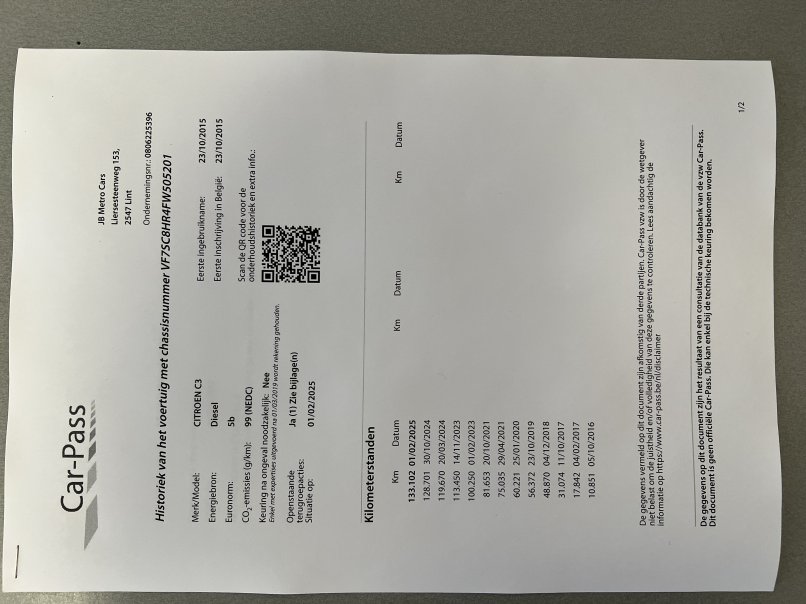 Car-Pass
JB Metro Cars
Liersesteenweg 153,
2547 Lint
Ondernemingsnr.: 0806225396
Historiek van het voertuig met chassisnummer VF7SC8HR4FW505201
Merk/Model: CITROEN C3
Energiebron: Diesel
Euronorm: 5b
CO2-emissies (g/km): 99 (NEDC)
Keuring na ongeval noodzakelijk: Nee
Enkel met expertises uitgevoerd na 01/03/2019 wordt rekening gehouden.
Openstaande
terugroepacties: Ja (1) Zie bijlage(n)
Situatie op: 01/02/2025
Eerste ingebruikname: 23/10/2015
Eerste inschrijving in België: 23/10/2015
Scan de QR code voor de
onderhoudshistoriek en extra info.:
Kilometerstanden
Km Datum Km Datum Km Datum
133.102 01/02/2025
128.701 30/10/2024
119.670 20/03/2024
113.450 14/11/2023
100.250 01/02/2023
81.653 20/10/2021
75.035 29/04/2021
60.221 25/01/2020
56.372 23/10/2019
48.870 04/12/2018
31.074 11/10/2017
17.842 04/02/2017
10.851 05/10/2016
De gegevens vermeld op dit document zijn afkomstig van derde partijen. Car-Pass vzw is door de wetgever
niet belast om de juistheid en/of volledigheid van deze gegevens te controleren. Lees aandachtig de
informatie op https://www.car-pass.be/nl/disclaimer
De gegevens op dit document zijn het resultaat van een consultatie van de databank van de vzw Car-Pass.
Dit document is geen officiële Car-Pass. Die kan enkel bij de technische keuring bekomen worden.
1/2